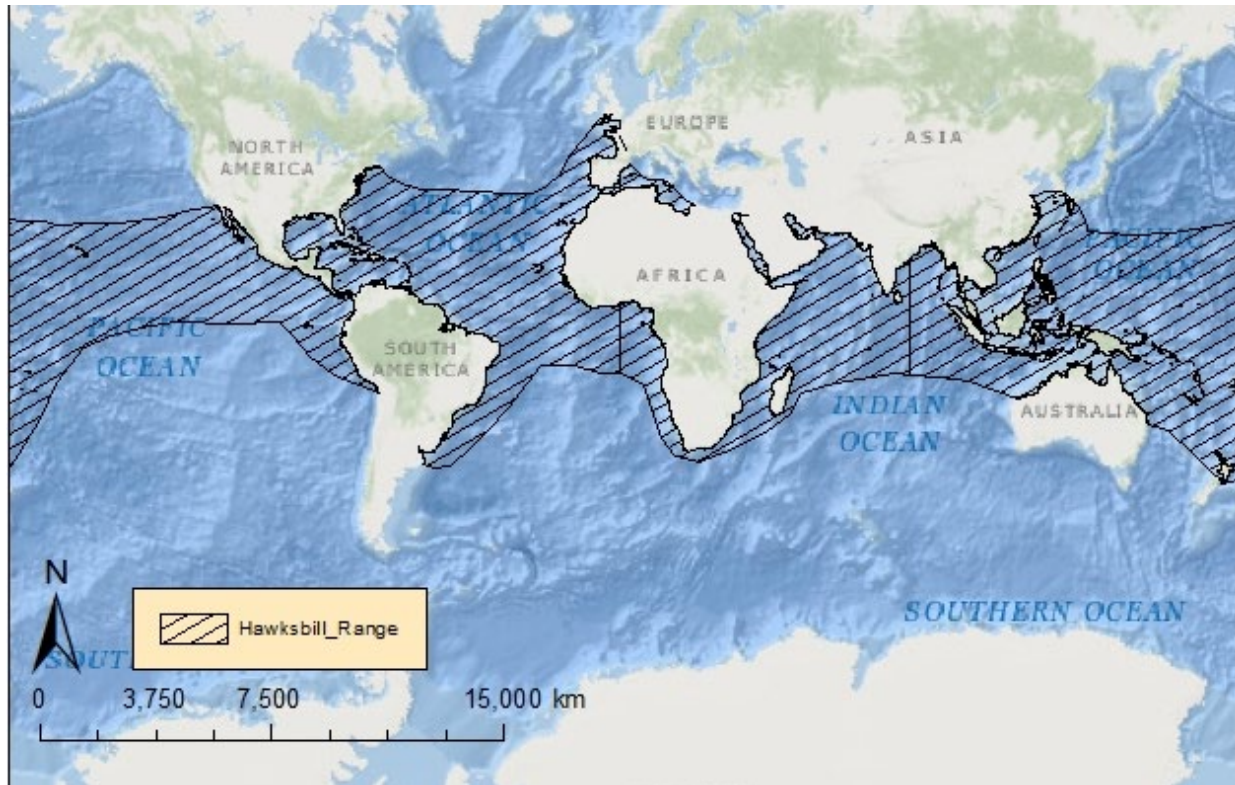 NORTH
AMERICA
EUROPE
ASIA
ATLANTIC
OCEAN
PACIFIC
OCEAN
AFRICA
PACIFIC
OCEAN
SOUTH
AMERICA
INDIAN
OCEAN
AUSTRALIA
SOUTHERN OCEAN
N
Hawksbill_Range
SOUT
0 3,750 7,500 15,000 km